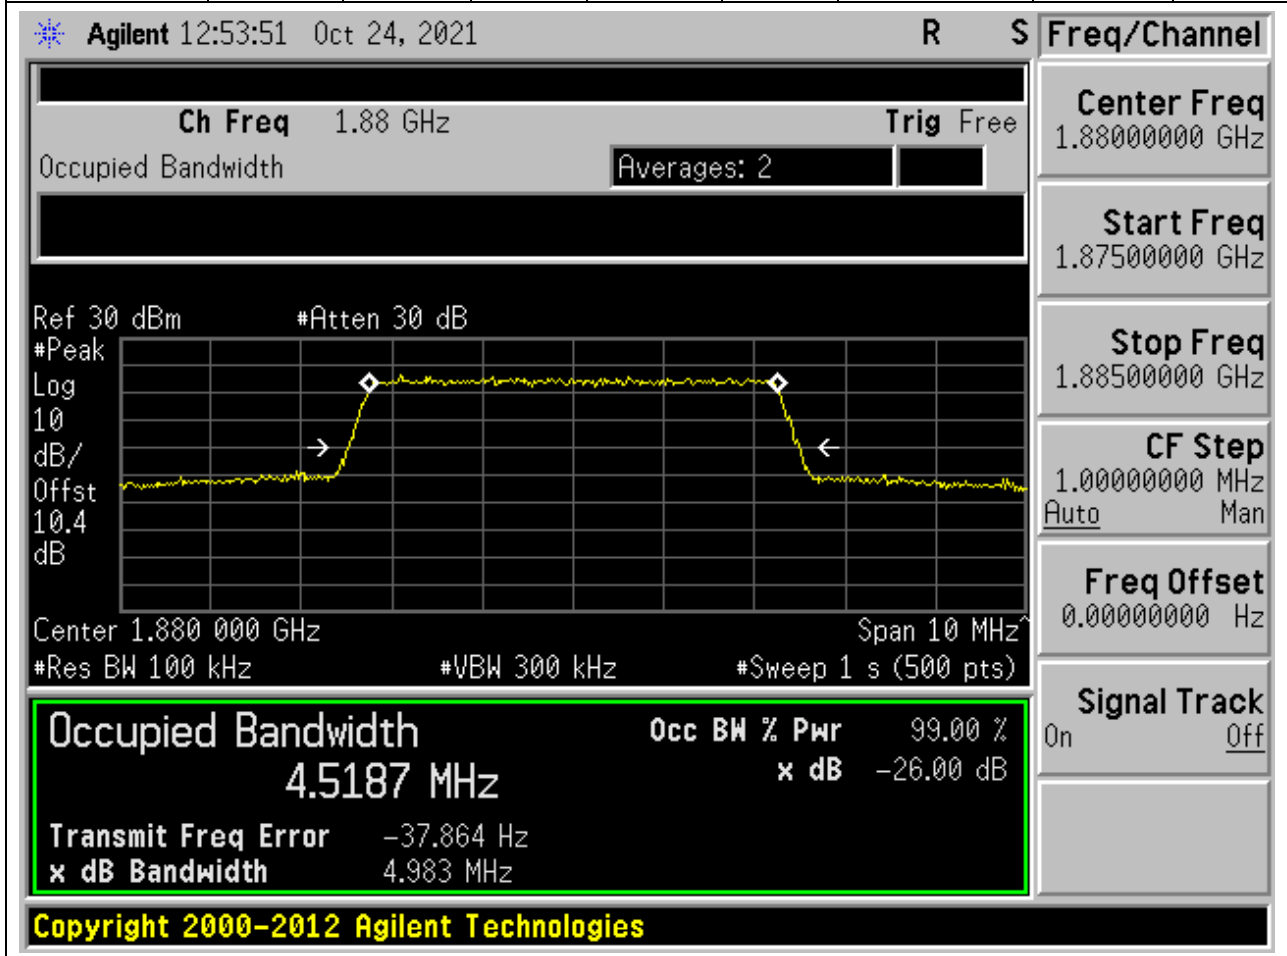 Agilent 12:53:51 Oct 24, 2021 R S Freq/Channel
Ch Freq 1.88 GHz Trig Free
Occupied Bandwidth Averages: 2
Center Freq
1.88000000 GHz
Start Freq
1.87500000 GHz
Stop Freq
1.88500000 GHz
CF Step
1.00000000 MHz
Auto Man
Freq Offset
0.00000000 Hz
Signal Track
On Off
Ref 30 dBm #Atten 30 dB
#Peak
Log
10
dB/
Offst
10.4
dB
Center 1.880 000 GHz Span 10 MHz^
#Res BW 100 kHz #VBW 300 kHz #Sweep 1 s (500 pts)
Occupied Bandwidth Occ BW % Pwr 99.00 %
4.5187 MHz x dB -26.00 dB
Transmit Freq Error -37.864 Hz
x dB Bandwidth 4.983 MHz
Copyright 2000-2012 Agilent Technologies